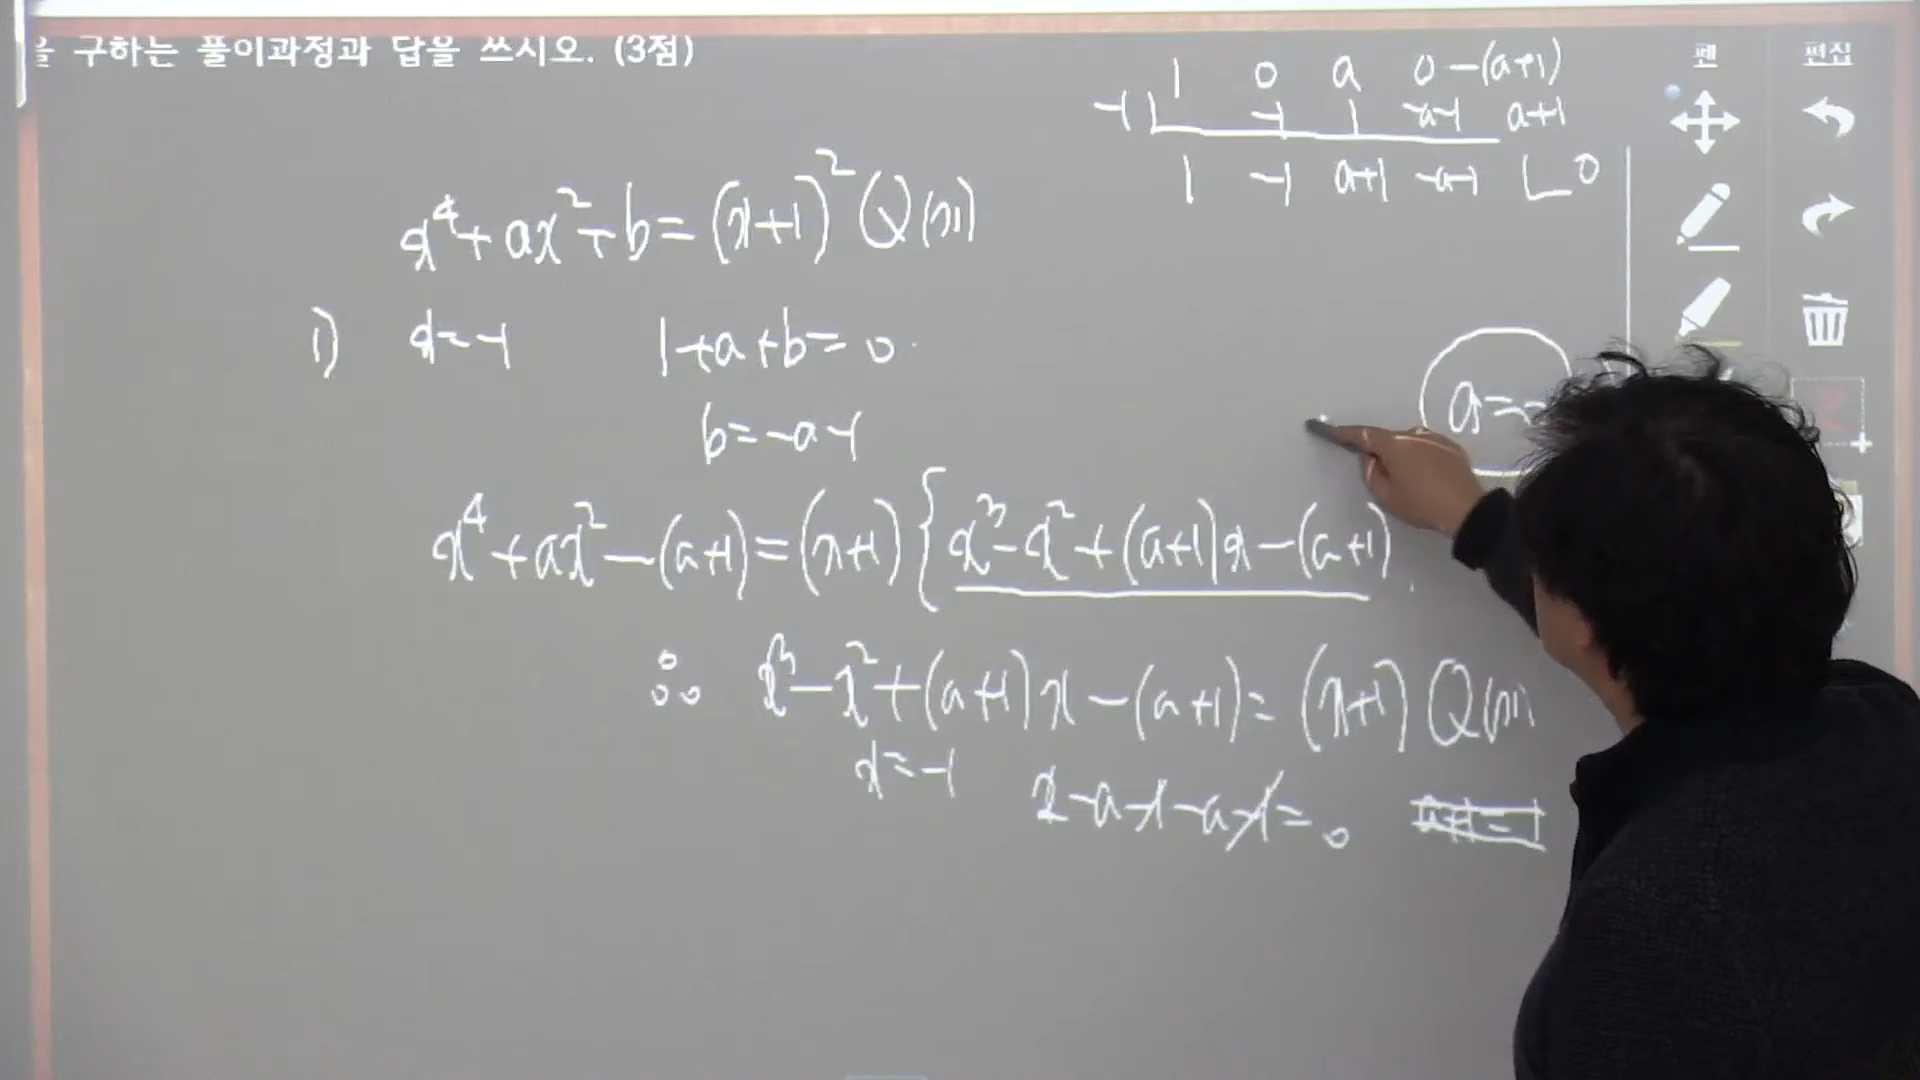 을 구하는 풀이과정과 답을 쓰시오. (3점)
펜 편집
1 0 a 0 -(a+1)
-1 -1 1 -a-1 a+1
1 -1 a+1 -a-1 0
x⁴+ax²+b=(x+1)²Q(x)
1) x=-1 1+a+b=0
b=-a-1
a=-
x⁴+ax²-(a+1)=(x+1){x³-x²+(a+1)x-(a+1)
∴ x³-x²+(a+1)x-(a+1)=(x+1)Q(x)
x=-1 -a-1-a-1=0